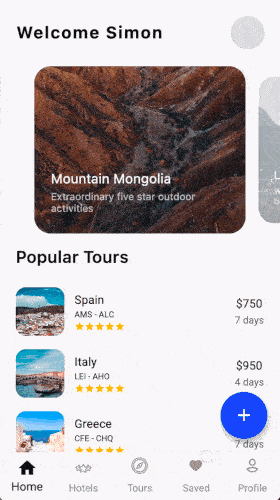 Welcome Simon
Mountain Mongolia
Extraordinary five star outdoor
activities
Popular Tours
Spain
AMS - ALC
$750
7 days
Italy
LEI - AHO
$950
4 days
Greece
CFE - CHQ
7 days
Home
Hotels
Tours
Saved
Profile